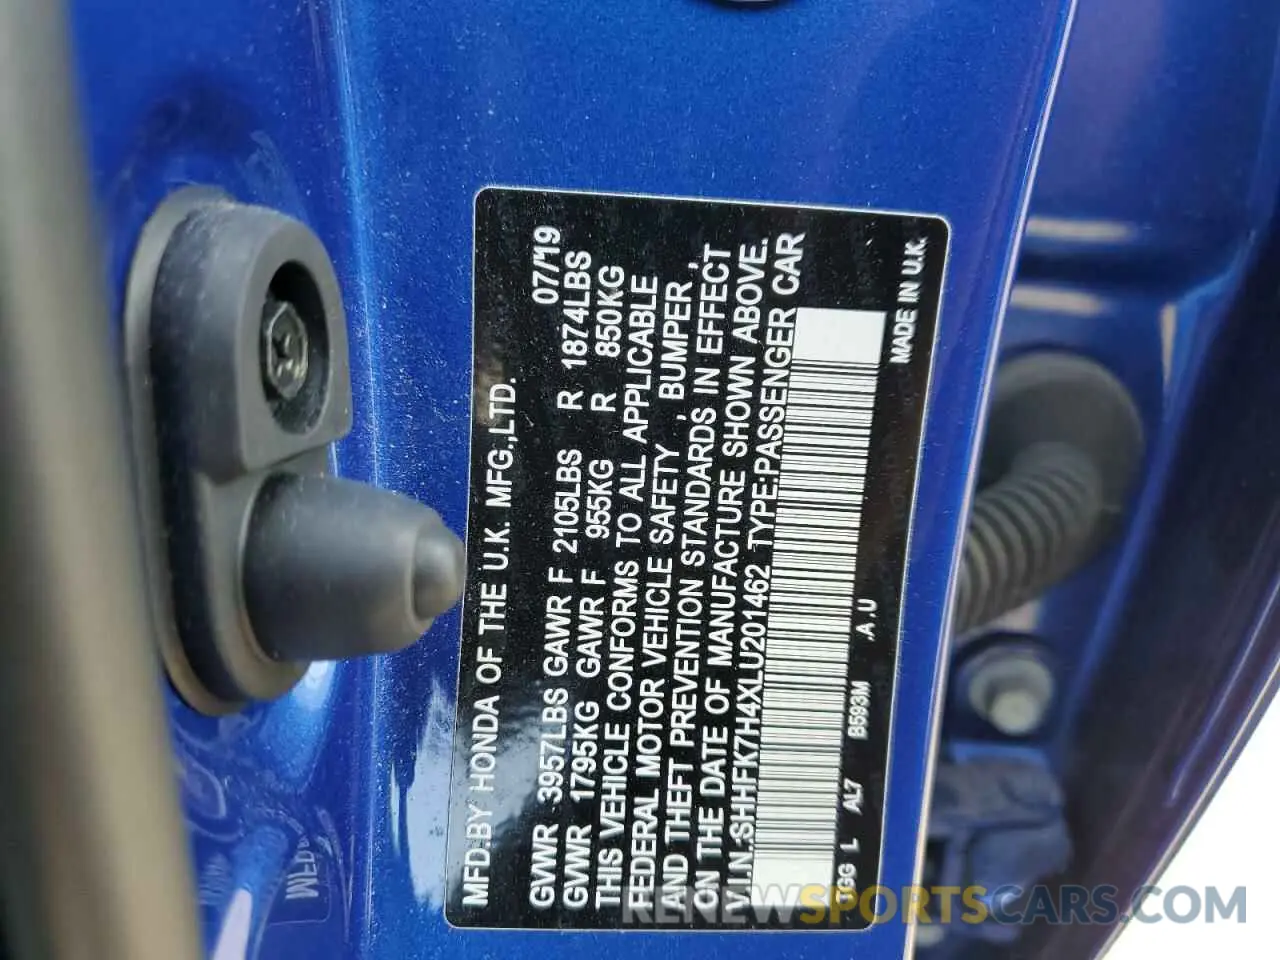 MFD.BY HONDA OF THE U.K. MFG.,LTD.
07/'19
GVWR 3957LBS GAWR F 2105LBS R 1874LBS
GVWR 1795KG GAWR F 955KG R 850KG
THIS VEHICLE CONFORMS TO ALL APPLICABLE
FEDERAL MOTOR VEHICLE SAFETY , BUMPER ,
AND THEFT PREVENTION STANDARDS IN EFFECT
ON THE DATE OF MANUFACTURE SHOWN ABOVE.
V.I.N.:SHHFK7H4XLU201462 TYPE:PASSENGER CAR
TGG L AL7 B593M .A.U MADE IN U.K.
REPAIRABLESPORTSCARS.COM